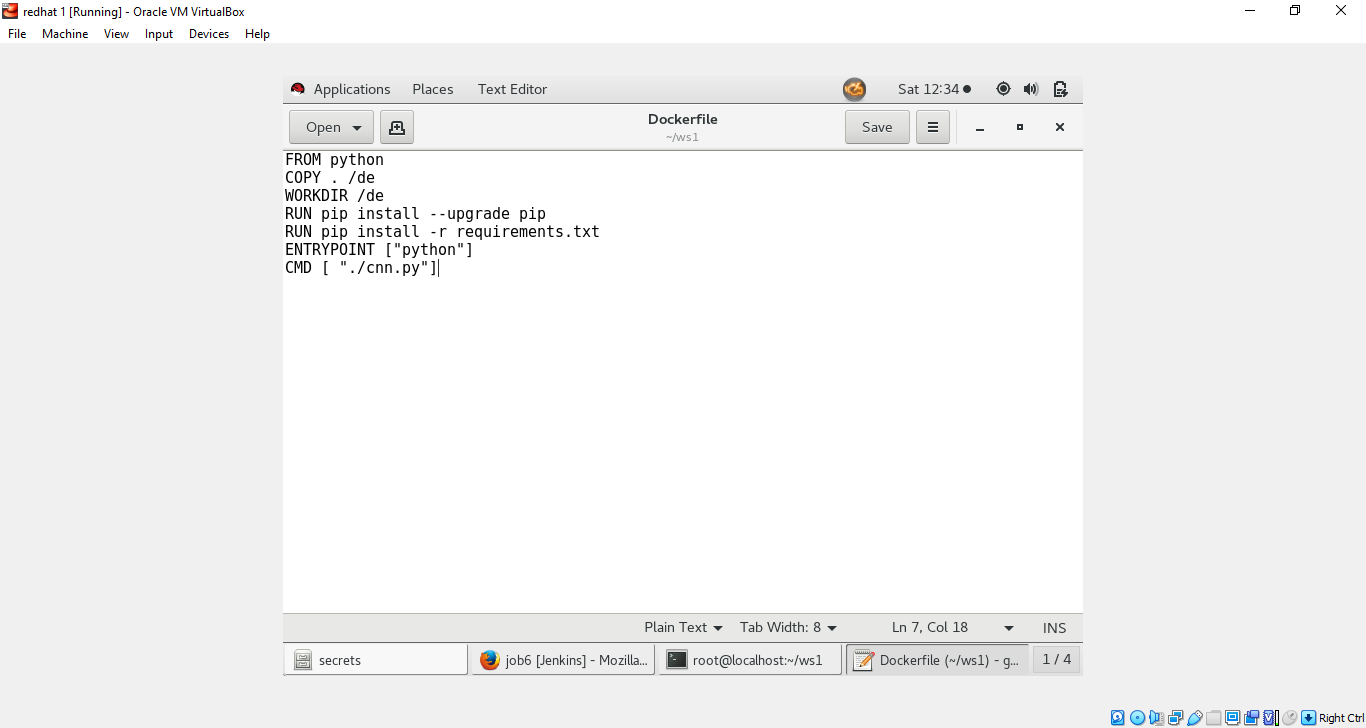 redhat 1 [Running] - Oracle VM VirtualBox
File Machine View Input Devices Help
Applications Places Text Editor Sat 12:34
Open Dockerfile Save
~/ws1
FROM python
COPY . /de
WORKDIR /de
RUN pip install --upgrade pip
RUN pip install -r requirements.txt
ENTRYPOINT ["python"]
CMD [ "./cnn.py"]
Plain Text Tab Width: 8 Ln 7, Col 18 INS
secrets job6 [Jenkins] - Mozilla... root@localhost:~/ws1 Dockerfile (~/ws1) - g... 1 / 4
Right Ctrl